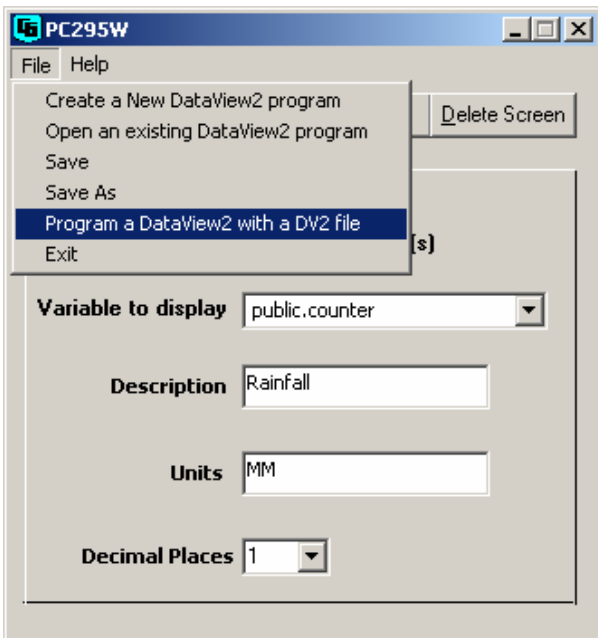 PC295W
File Help
Create a New DataView2 program
Open an existing DataView2 program
Save
Save As
Program a DataView2 with a DV2 file
Exit
Delete Screen
(s)
Variable to display public.counter
Description Rainfall
Units MM
Decimal Places 1